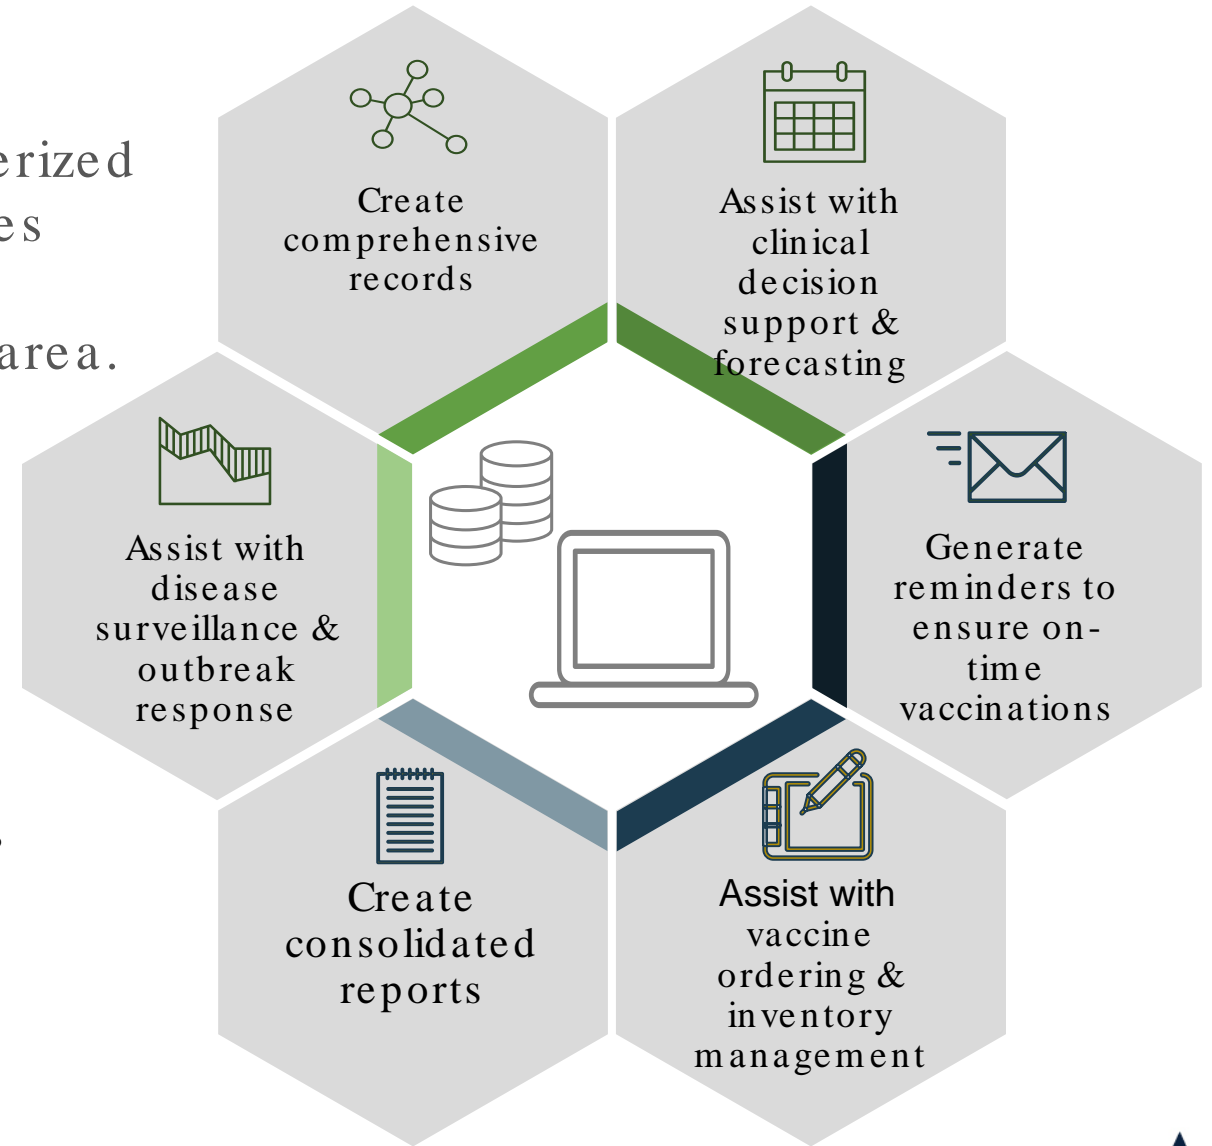 erized
es
area.
Create
comprehensive
records
Assist with
clinical
decision
support &
forecasting
Assist with
disease
surveillance &
outbreak
response
Generate
reminders to
ensure on-
time
vaccinations
Create
consolidated
reports
Assist with
vaccine
ordering &
inventory
management